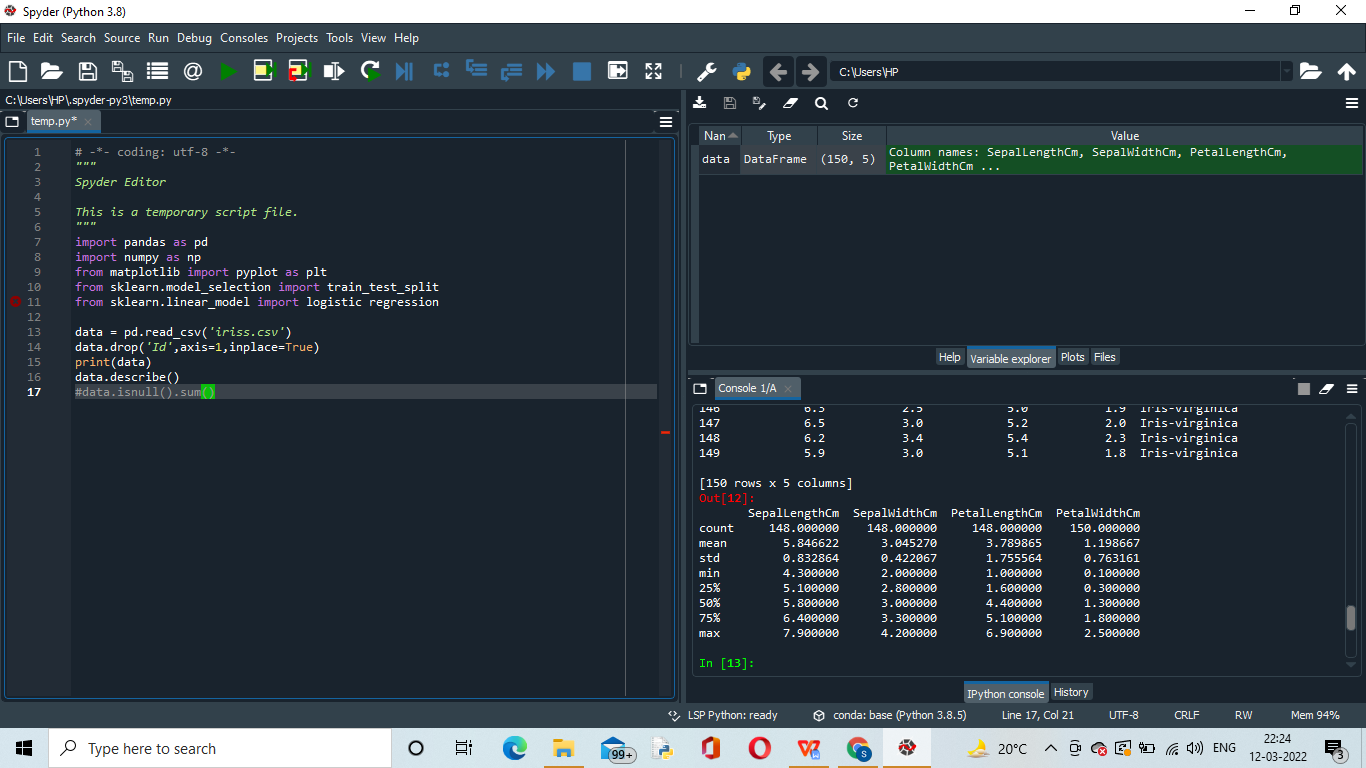 Spyder (Python 3.8)
File Edit Search Source Run Debug Consoles Projects Tools View Help
C:\Users\HP
C:\Users\HP\.spyder-py3\temp.py
temp.py*
1 # -*- coding: utf-8 -*-
2 """
3 Spyder Editor
4
5 This is a temporary script file.
6 """
7 import pandas as pd
8 import numpy as np
9 from matplotlib import pyplot as plt
10 from sklearn.model_selection import train_test_split
11 from sklearn.linear_model import logistic regression
12
13 data = pd.read_csv('iriss.csv')
14 data.drop('Id',axis=1,inplace=True)
15 print(data)
16 data.describe()
17 #data.isnull().sum()
Nan Type Size Value
data DataFrame (150, 5) Column names: SepalLengthCm, SepalWidthCm, PetalLengthCm,
PetalWidthCm ...
Help Variable explorer Plots Files
Console 1/A
146 6.3 2.5 5.0 1.9 Iris-virginica
147 6.5 3.0 5.2 2.0 Iris-virginica
148 6.2 3.4 5.4 2.3 Iris-virginica
149 5.9 3.0 5.1 1.8 Iris-virginica
[150 rows x 5 columns]
Out[12]:
SepalLengthCm SepalWidthCm PetalLengthCm PetalWidthCm
count 148.000000 148.000000 148.000000 150.000000
mean 5.846622 3.045270 3.789865 1.198667
std 0.832864 0.422067 1.755564 0.763161
min 4.300000 2.000000 1.000000 0.100000
25% 5.100000 2.800000 1.600000 0.300000
50% 5.800000 3.000000 4.400000 1.300000
75% 6.400000 3.300000 5.100000 1.800000
max 7.900000 4.200000 6.900000 2.500000
In [13]:
IPython console History
LSP Python: ready conda: base (Python 3.8.5) Line 17, Col 21 UTF-8 CRLF RW Mem 94%
Type here to search
99+
S
20°C
ENG
22:24
12-03-2022
3